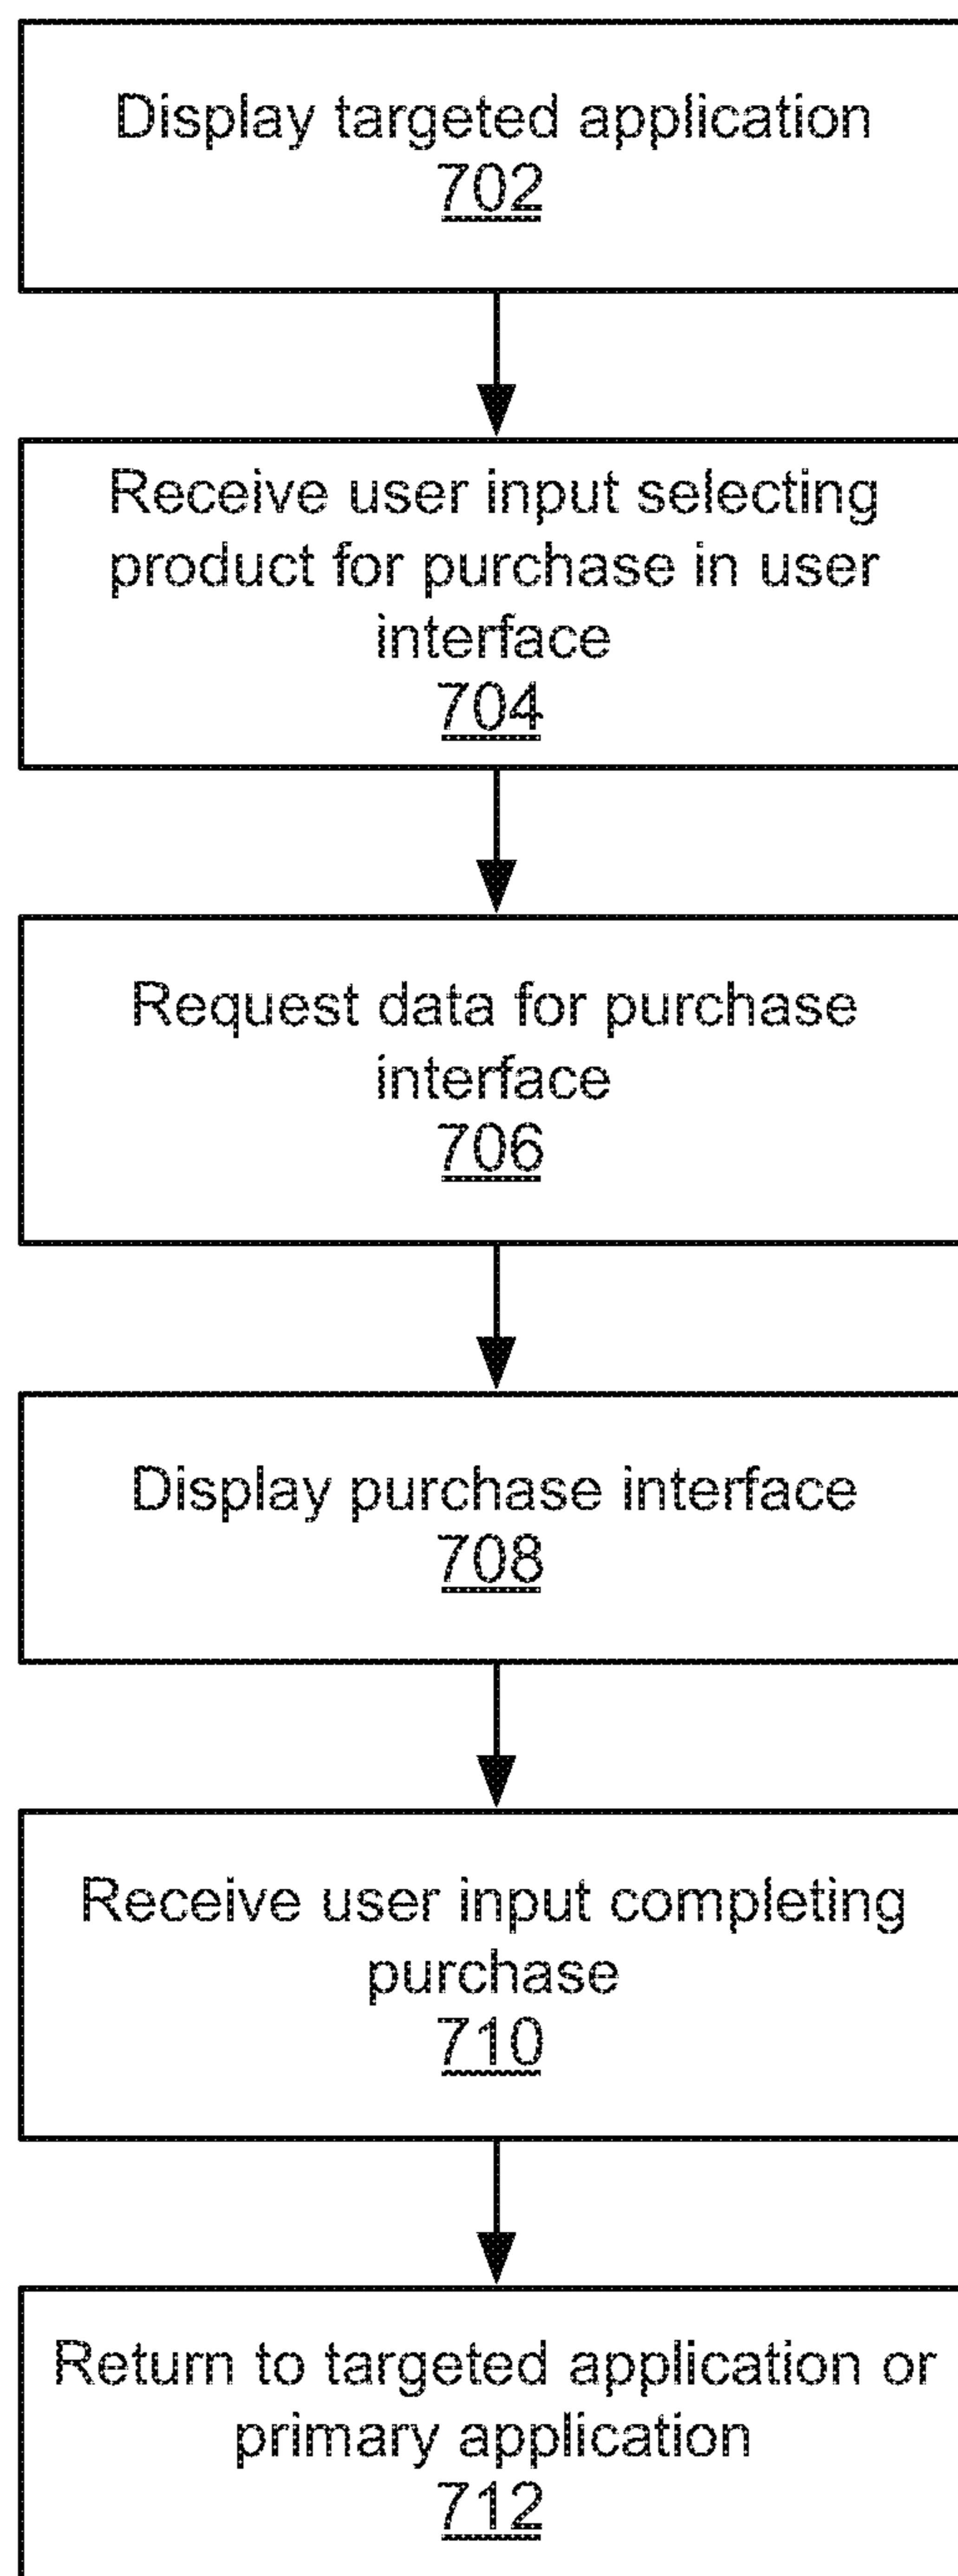 Display targeted application
702
Receive user input selecting
product for purchase in user
interface
704
Request data for purchase
interface
706
Display purchase interface
708
Receive user input completing
purchase
710
Return to targeted application or
primary application
712